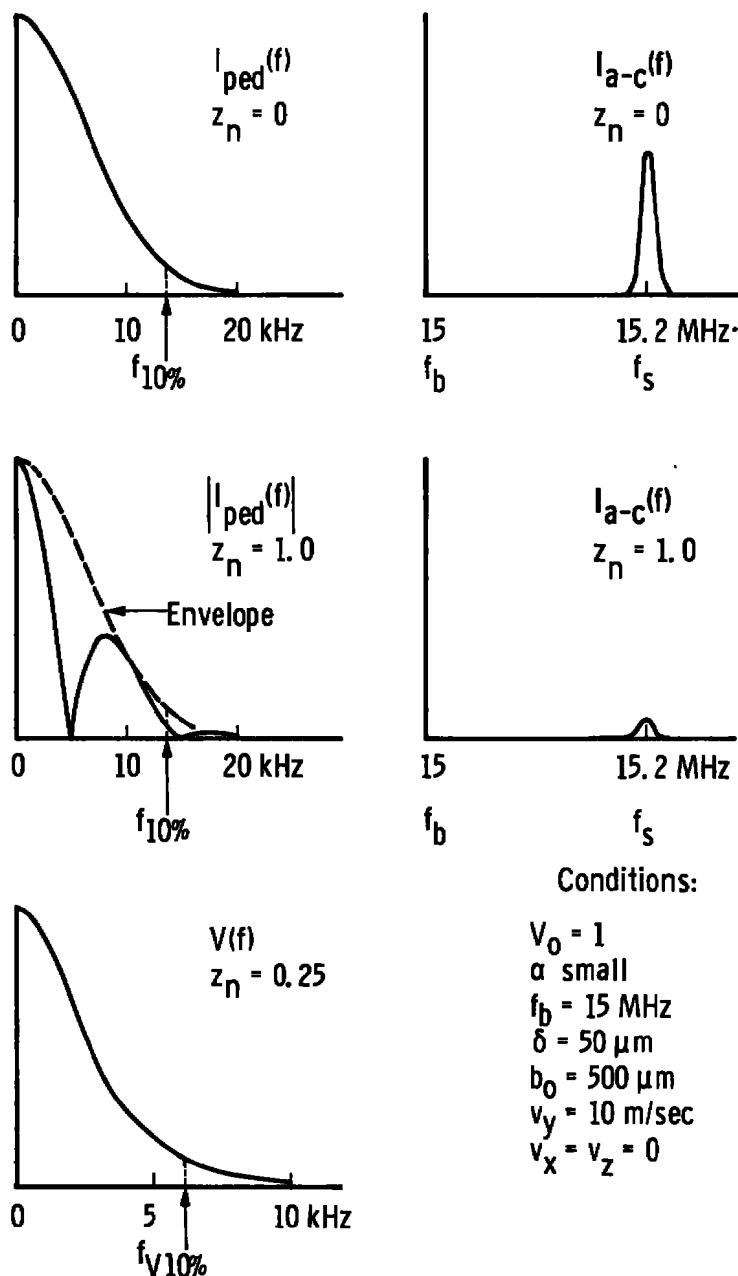 I_ped(f)
z_n = 0
0 10 20 kHz
f_10%
I_a-c(f)
z_n = 0
15 15.2 MHz
f_b f_s
|I_ped(f)|
z_n = 1.0
Envelope
0 10 20 kHz
f_10%
I_a-c(f)
z_n = 1.0
15 15.2 MHz
f_b f_s
V(f)
z_n = 0.25
0 5 10 kHz
f_V10%
Conditions:
V_o = 1
α small
f_b = 15 MHz
δ = 50 μm
b_o = 500 μm
v_y = 10 m/sec
v_x = v_z = 0